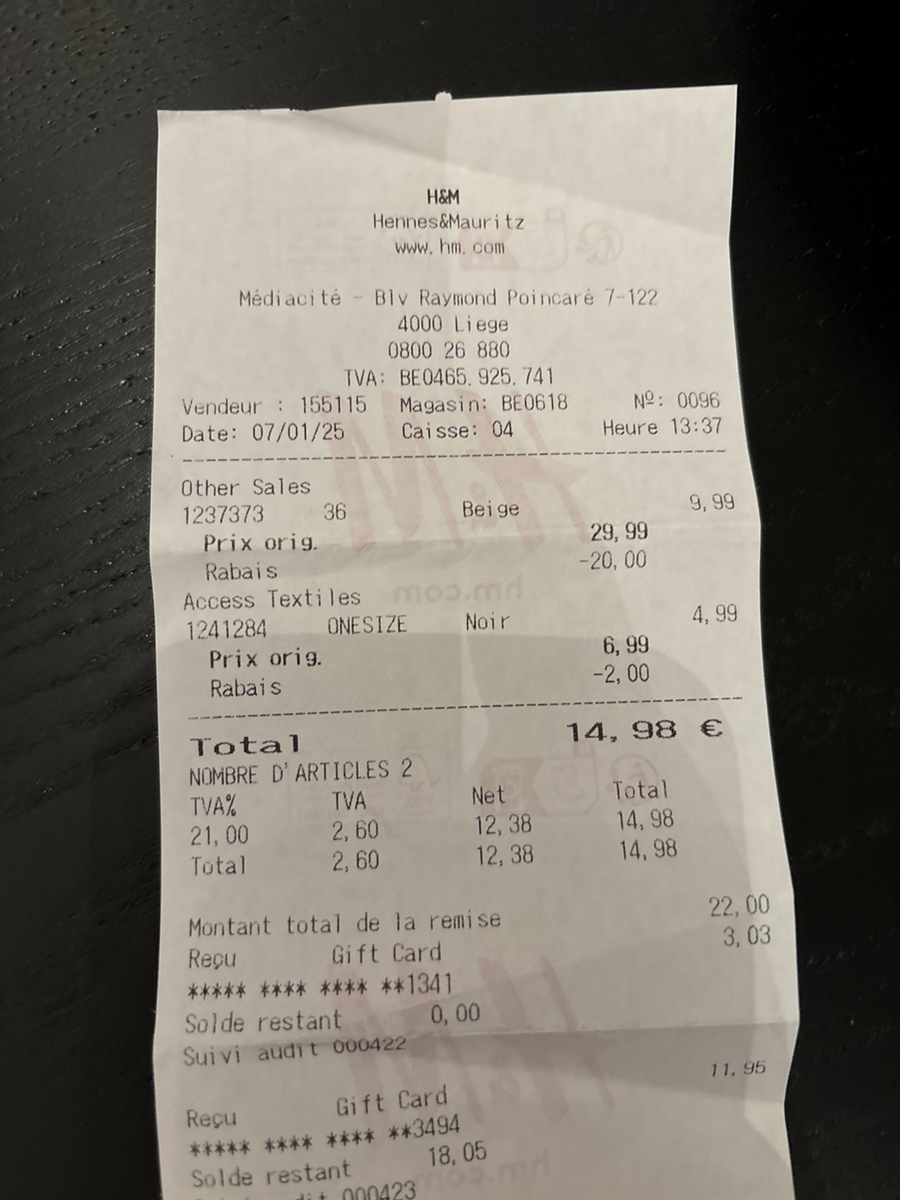 H&M
Hennes&Mauritz
www.hm.com
Médiacité - Blv Raymond Poincaré 7-122
4000 Liege
0800 26 880
TVA: BE0465.925.741
Vendeur : 155115 Magasin: BE0618 Nº: 0096
Date: 07/01/25 Caisse: 04 Heure 13:37
Other Sales
1237373 36 Beige 9,99
Prix orig. 29,99
Rabais -20,00
Access Textiles
1241284 ONESIZE Noir 4,99
Prix orig. 6,99
Rabais -2,00
Total 14,98 €
NOMBRE D'ARTICLES 2
TVA% TVA Net Total
21,00 2,60 12,38 14,98
Total 2,60 12,38 14,98
Montant total de la remise 22,00
Reçu Gift Card 3,03
***** **** **** **1341
Solde restant 0,00
Suivi audit 000422
Reçu Gift Card 11,95
***** **** **** **3494
Solde restant 18,05
audit 000423